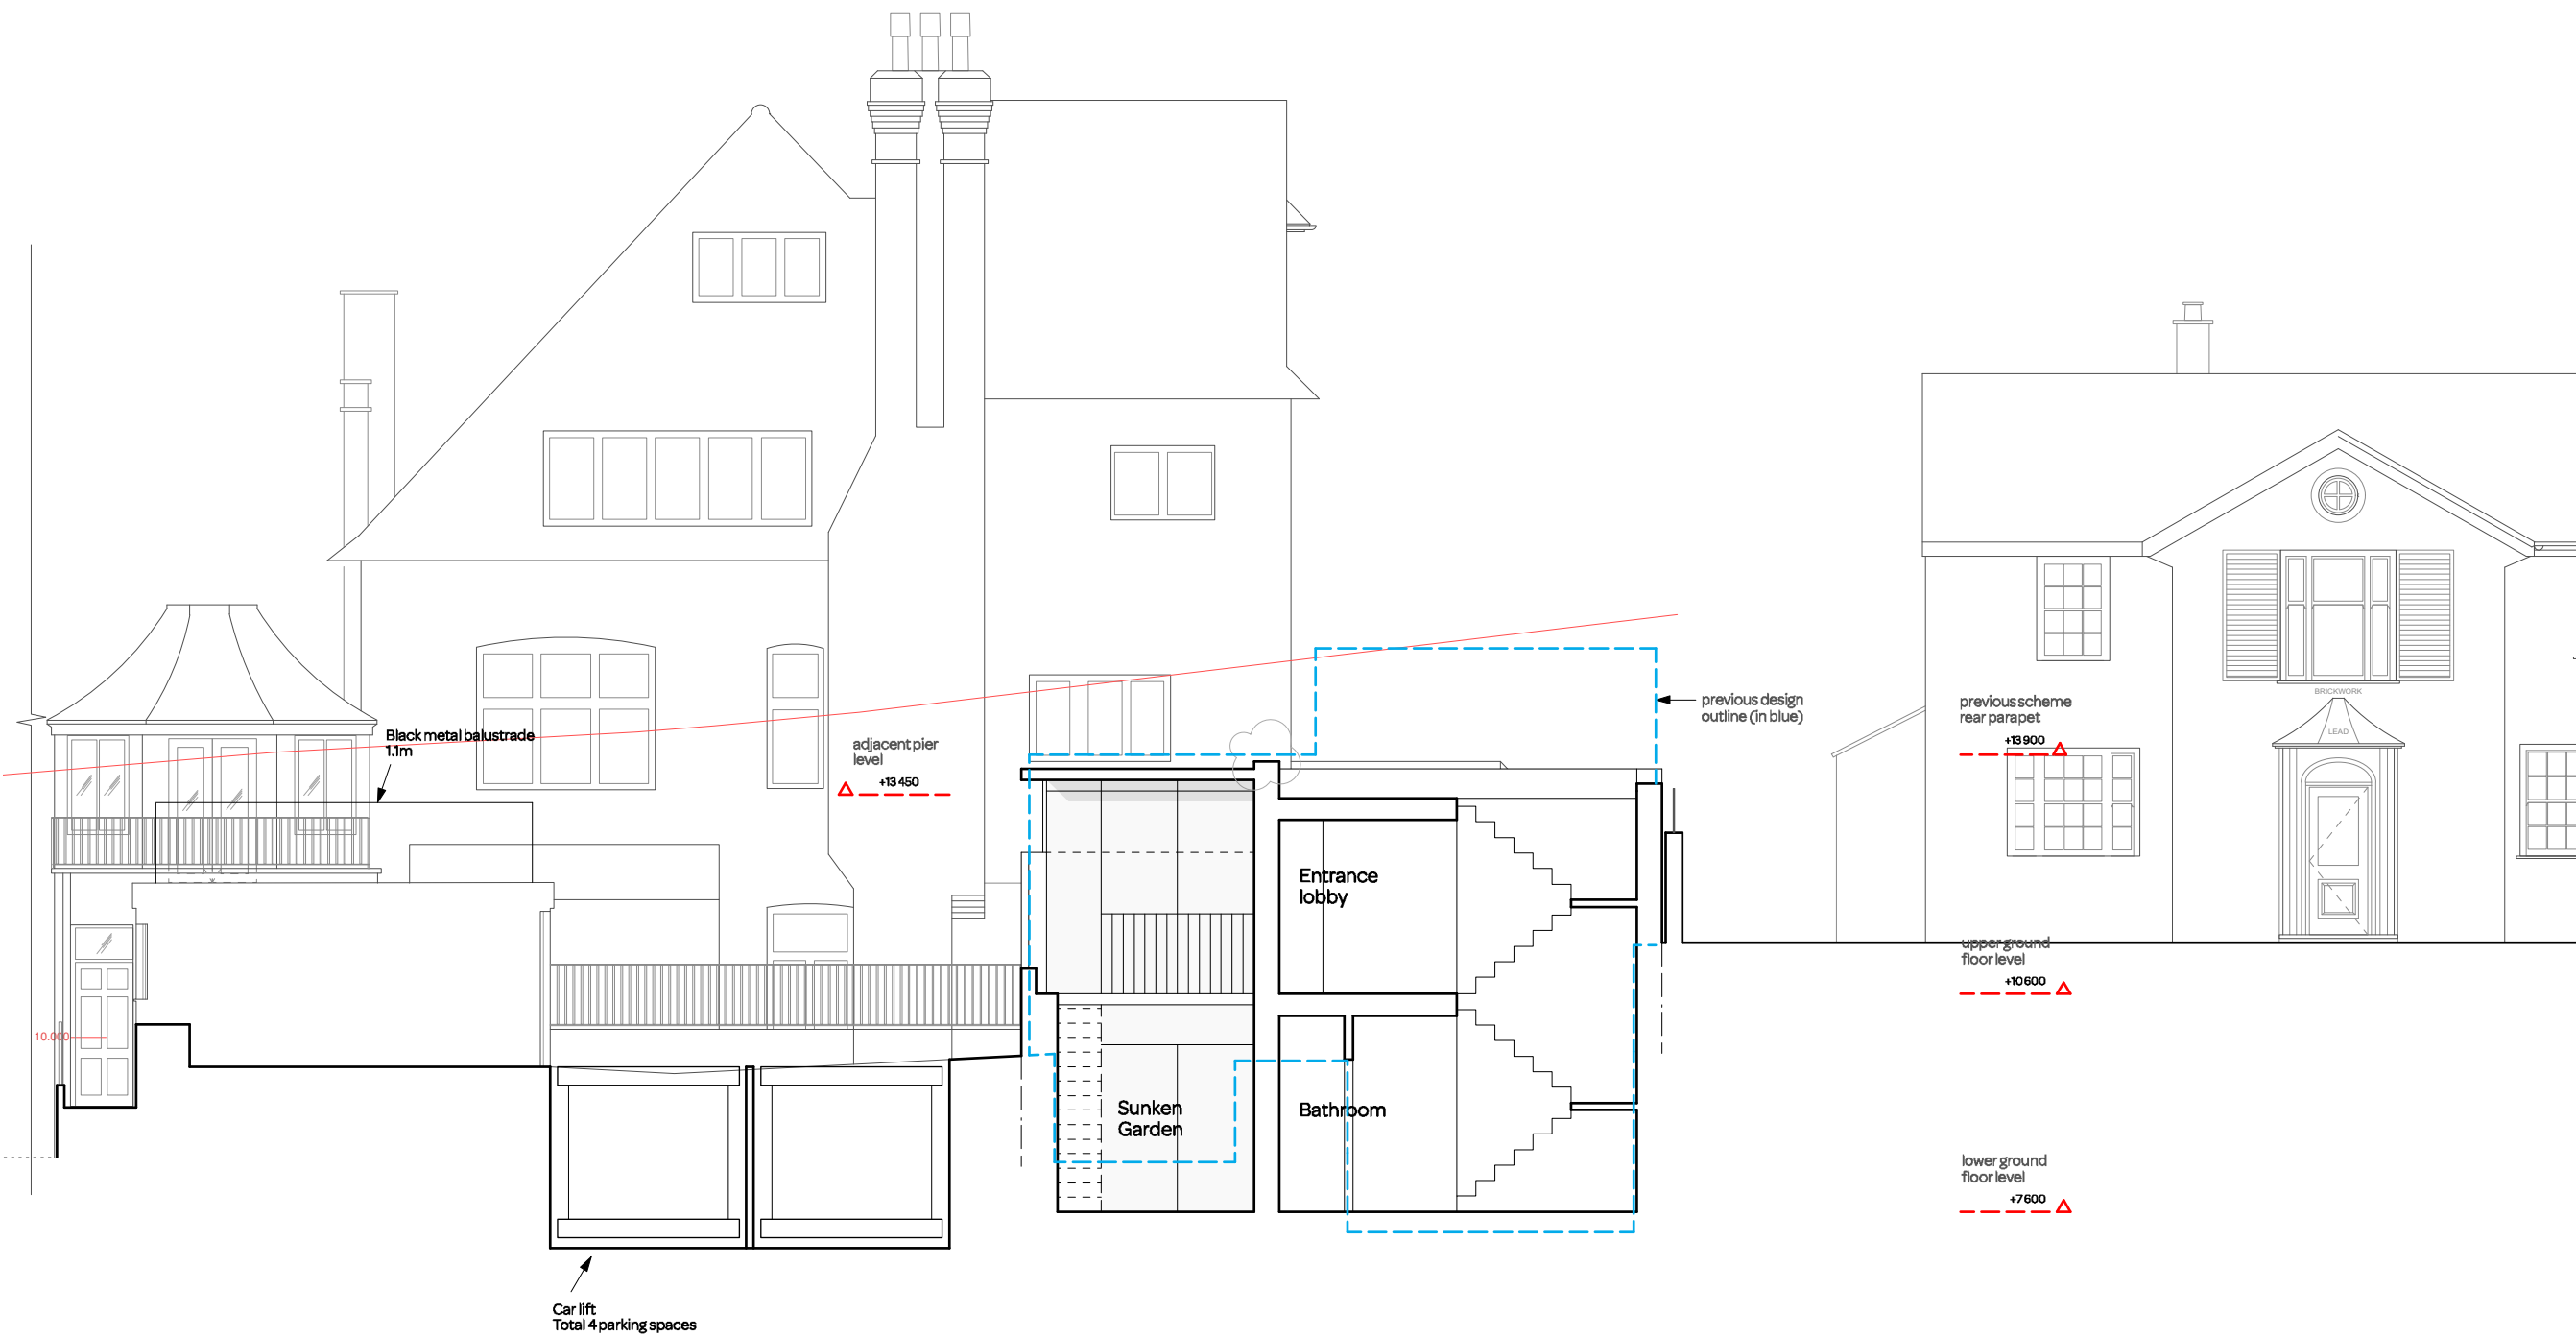 BRICKWORK
LEAD
previous design
outline (in blue)
previous scheme
rear parapet
+13 900
Black metal balustrade
1.1m
adjacent pier
level
+13 450
Entrance
lobby
upper ground
floor level
+10 600
10.000
Sunken
Garden
Bathroom
lower ground
floor level
+7 600
Car lift
Total 4 parking spaces